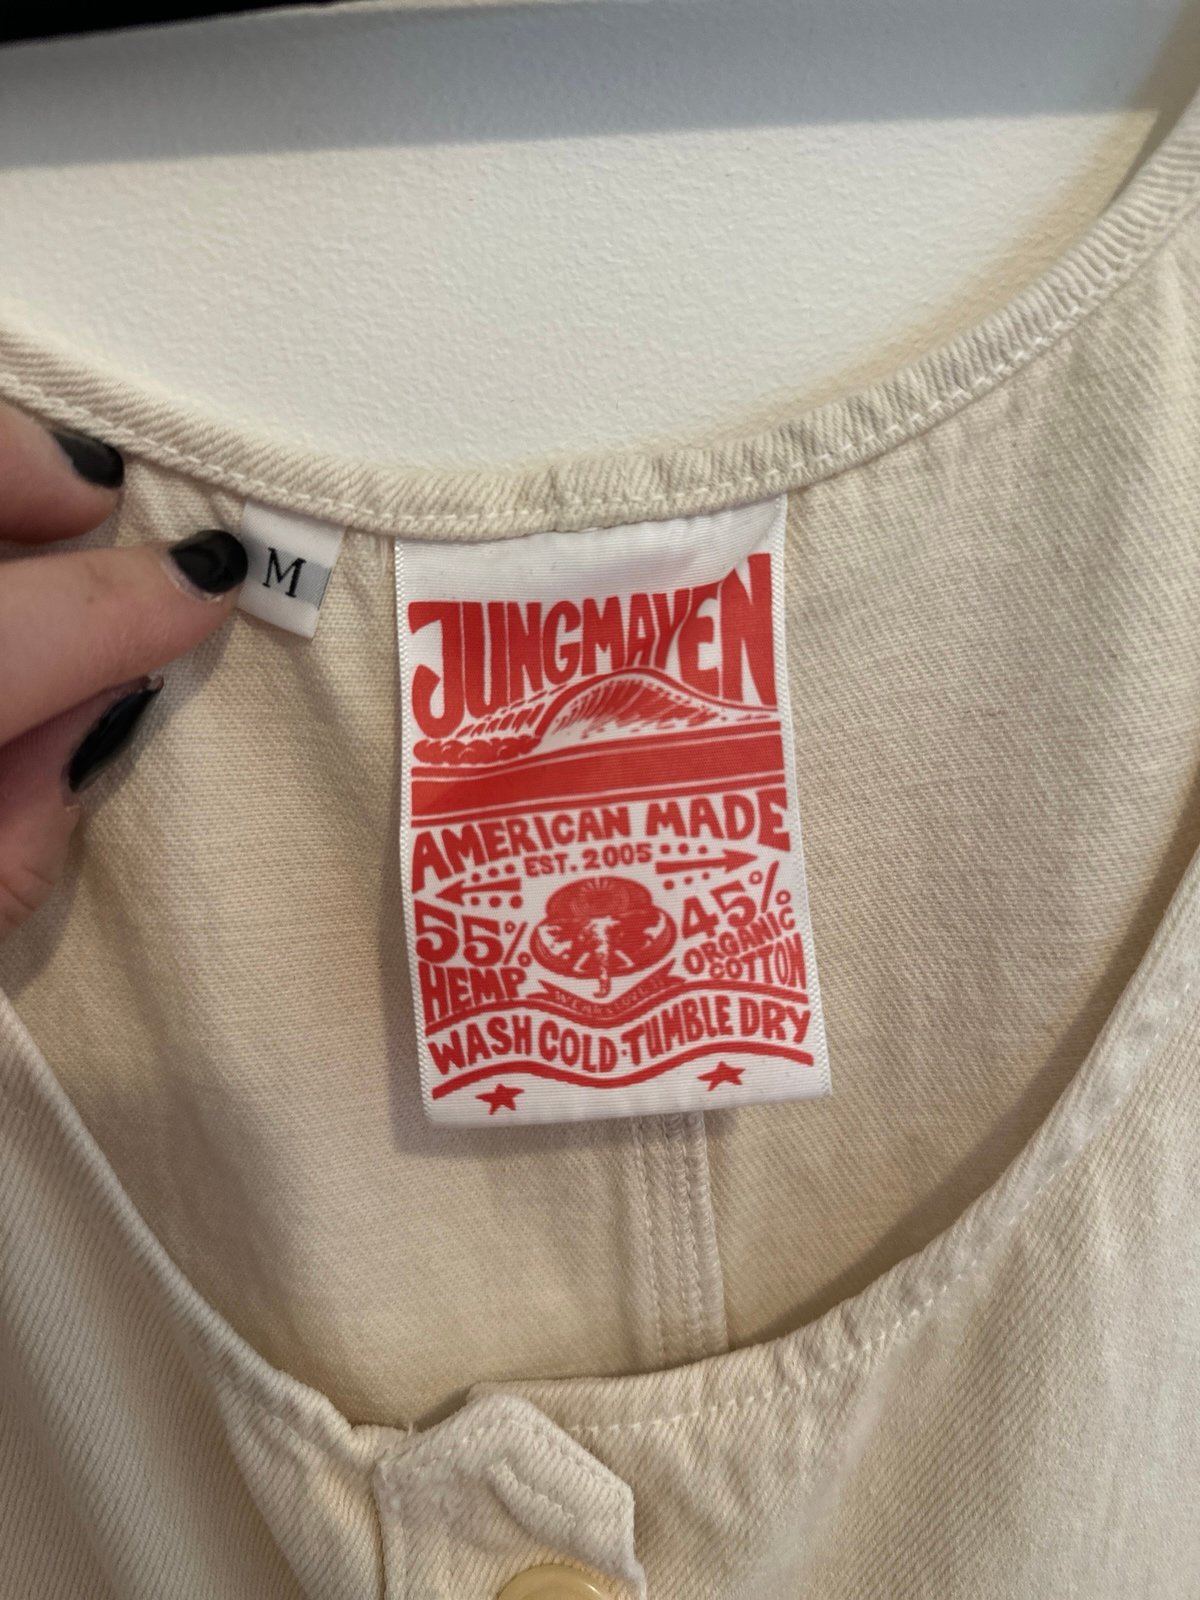 M
JUNGMAVEN
AMERICAN MADE
EST. 2005
55%
HEMP
45%
ORGANIC
COTTON
WASH COLD·TUMBLE DRY